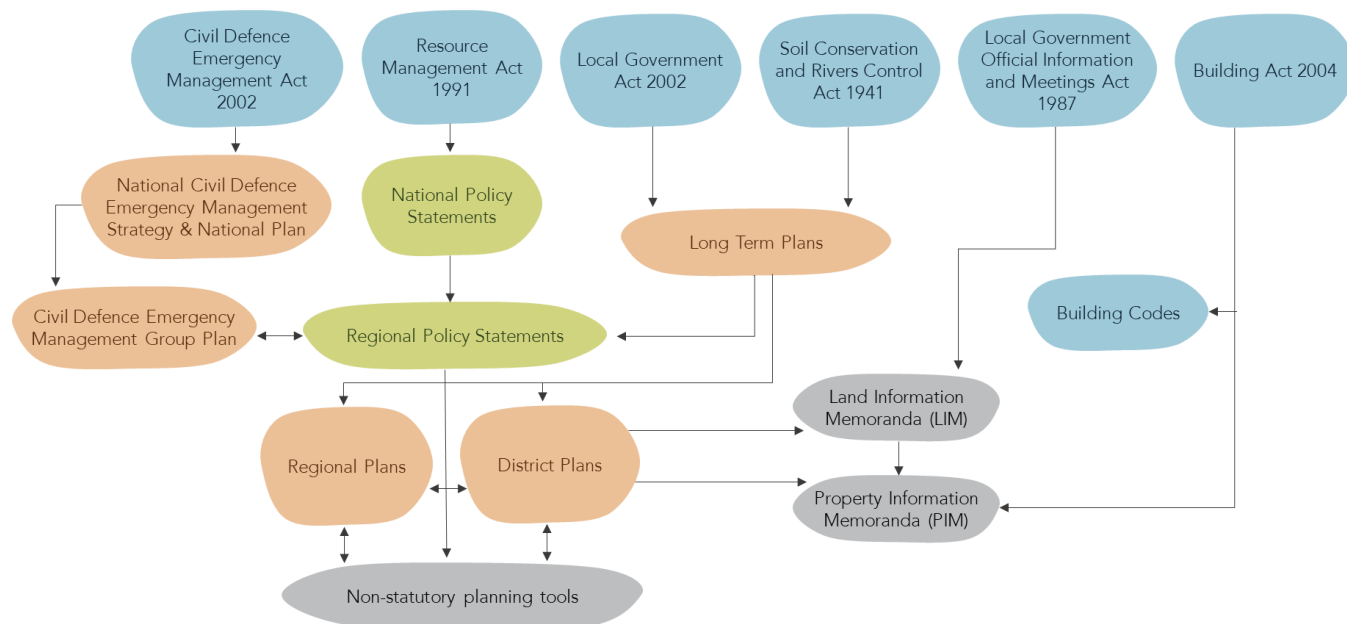 Civil Defence
Emergency
Management Act
2002
Resource
Management Act
1991
Local Government
Act 2002
Soil Conservation
and Rivers Control
Act 1941
Local Government
Official Information
and Meetings Act
1987
Building Act 2004
National Civil Defence
Emergency Management
Strategy & National Plan
National Policy
Statements
Long Term Plans
Civil Defence Emergency
Management Group Plan
Regional Policy Statements
Building Codes
Land Information
Memoranda (LIM)
Regional Plans
District Plans
Property Information
Memoranda (PIM)
Non-statutory planning tools